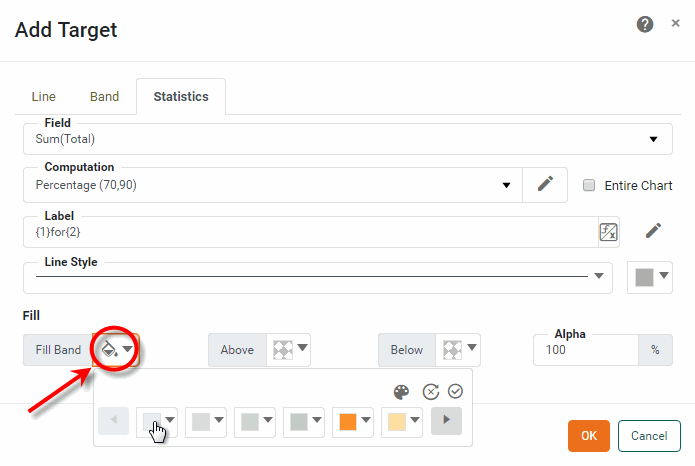 Add Target
Line Band Statistics
Field
Sum(Total)
Computation
Percentage (70,90)
Entire Chart
Label
{1}for{2}
Line Style
Fill
Fill Band Above Below Alpha
100 %
OK Cancel